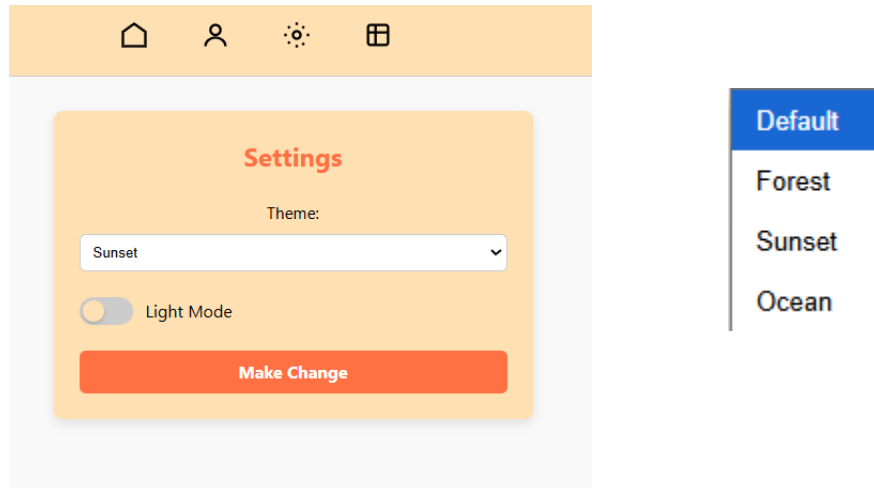 Settings
Theme:
Sunset
Light Mode
Make Change
Default
Forest
Sunset
Ocean